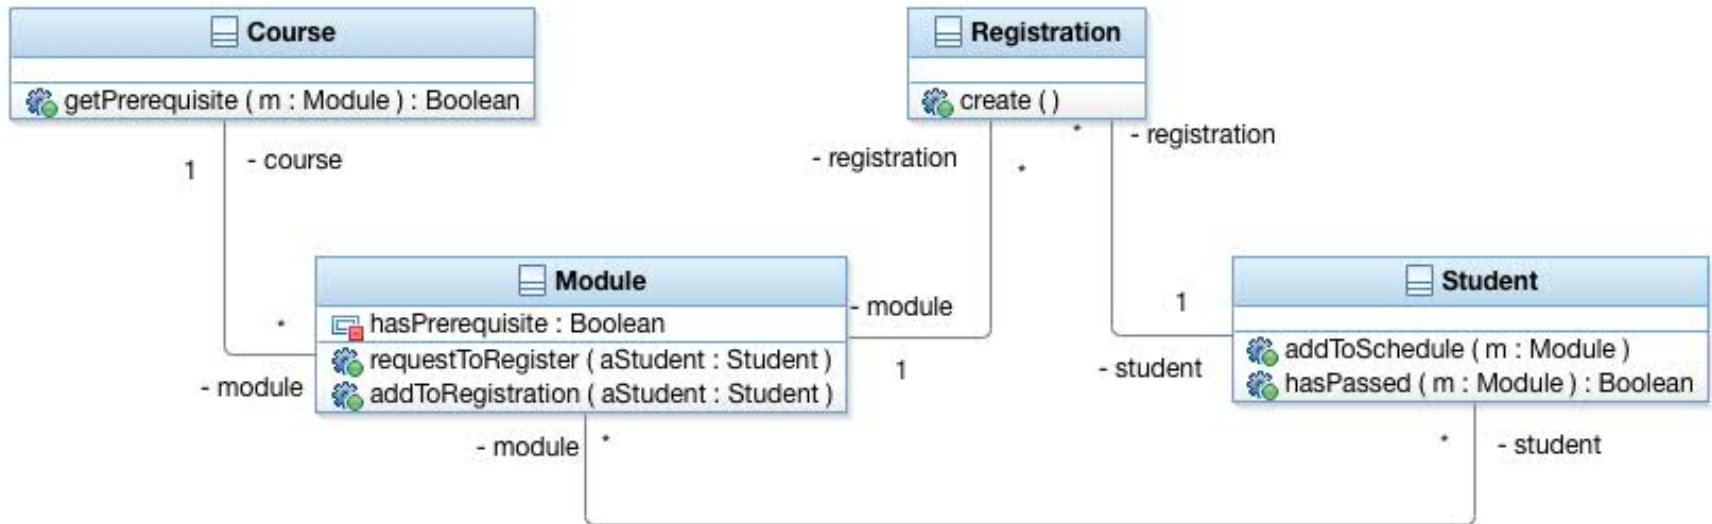 Course
getPrerequisite ( m : Module ) : Boolean
1
- course
*
- module
Registration
create ( )
- registration
*
*
- registration
Module
hasPrerequisite : Boolean
requestToRegister ( aStudent : Student )
addToRegistration ( aStudent : Student )
- module
1
1
- student
Student
addToSchedule ( m : Module )
hasPassed ( m : Module ) : Boolean
- module
*
*
- student